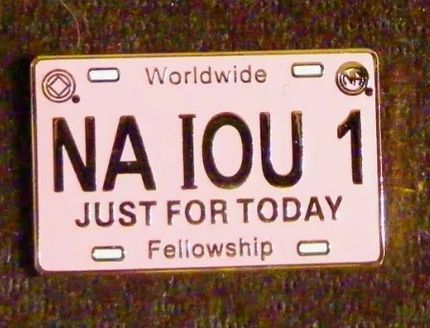 Worldwide
NA IOU 1
JUST FOR TODAY
Fellowship